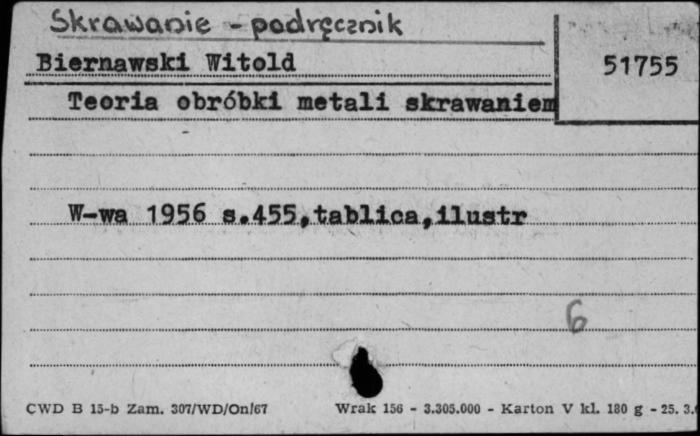 Skrawanie - podręcznik
Biernawski Witold
51755
Teoria obróbki metali skrawaniem
W-wa 1956 s.455,tablica,ilustr
6
CWD B 15-b Zam. 307/WD/On/67 Wrak 156 - 3.305.000 - Karton V kl. 180 g - 25. 3.